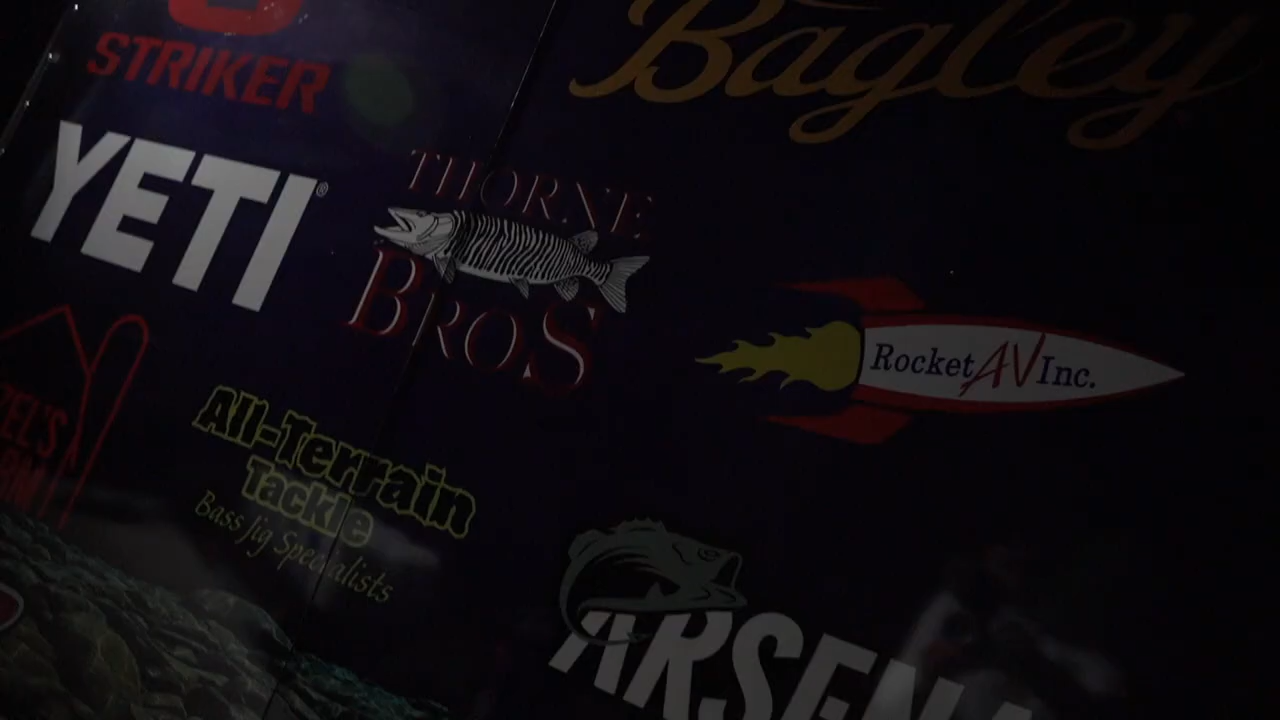 STRIKER
Bagley
YETI®
THORNE
BROS
Rocket AV Inc.
All-Terrain
Tackle
Bass Jig Specialists